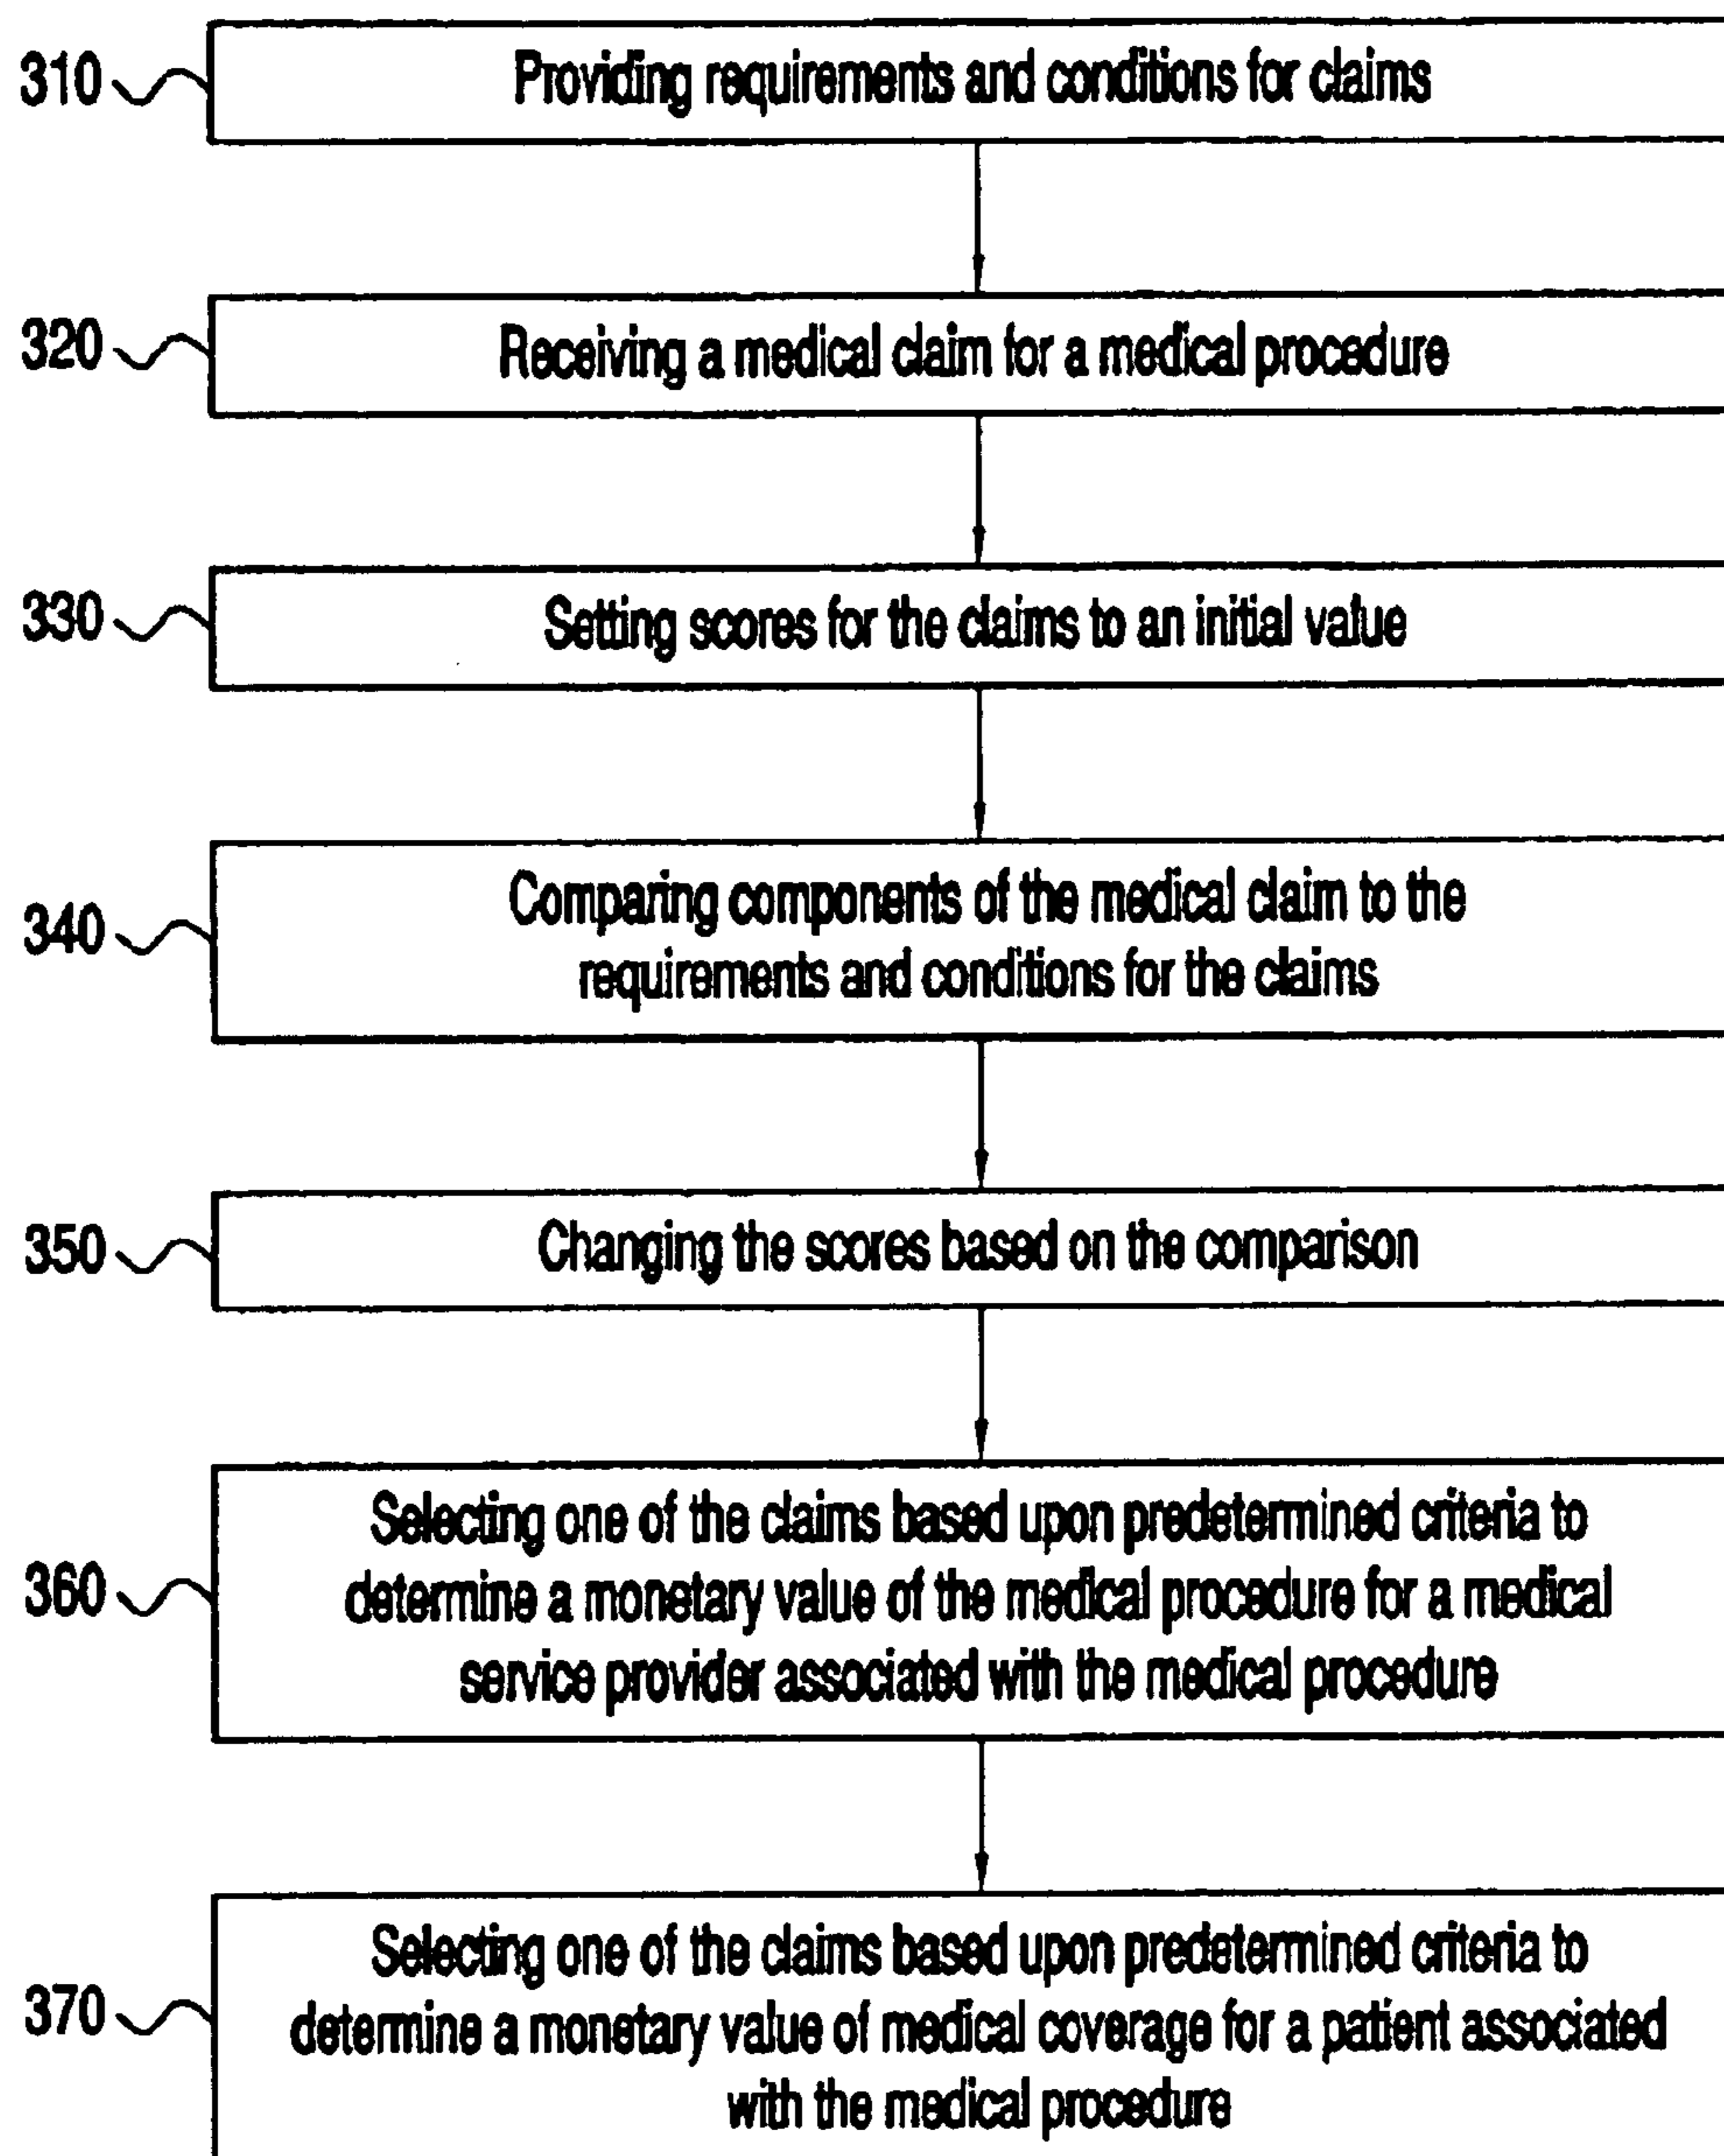 310
Providing requirements and conditions for claims
320
Receiving a medical claim for a medical procedure
330
Setting scores for the claims to an initial value
340
Comparing components of the medical claim to the
requirements and conditions for the claims
350
Changing the scores based on the comparison
360
Selecting one of the claims based upon predetermined criteria to
determine a monetary value of the medical procedure for a medical
service provider associated with the medical procedure
370
Selecting one of the claims based upon predetermined criteria to
determine a monetary value of medical coverage for a patient associated
with the medical procedure